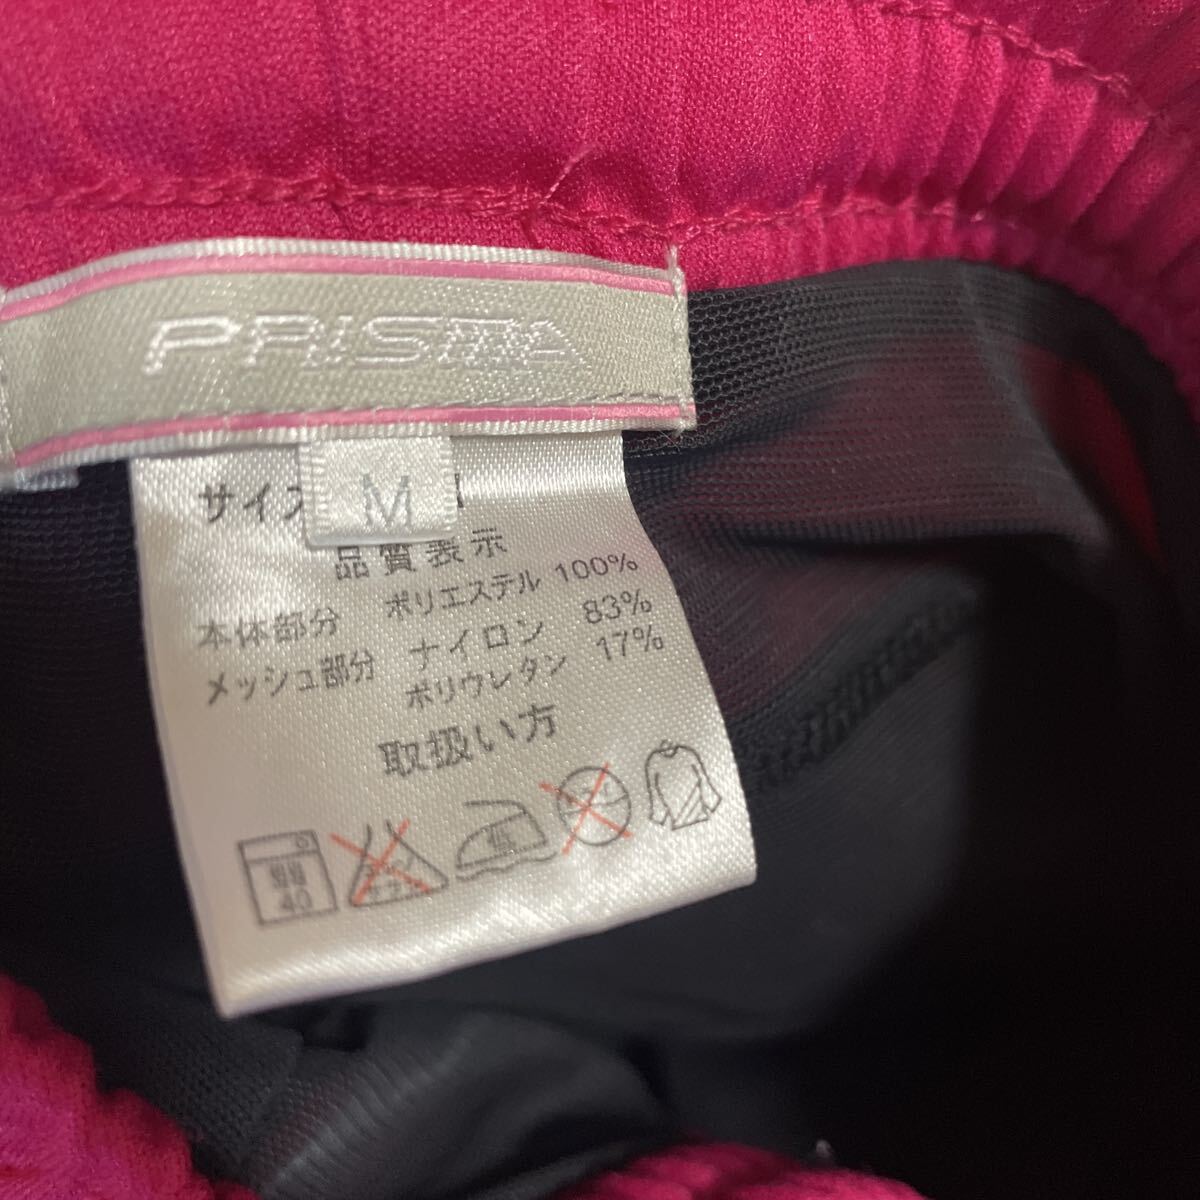 PRISMA
M
サイズ
品質表示
本体部分 ポリエステル 100%
メッシュ部分 ナイロン 83%
ポリウレタン 17%
取扱い方
40